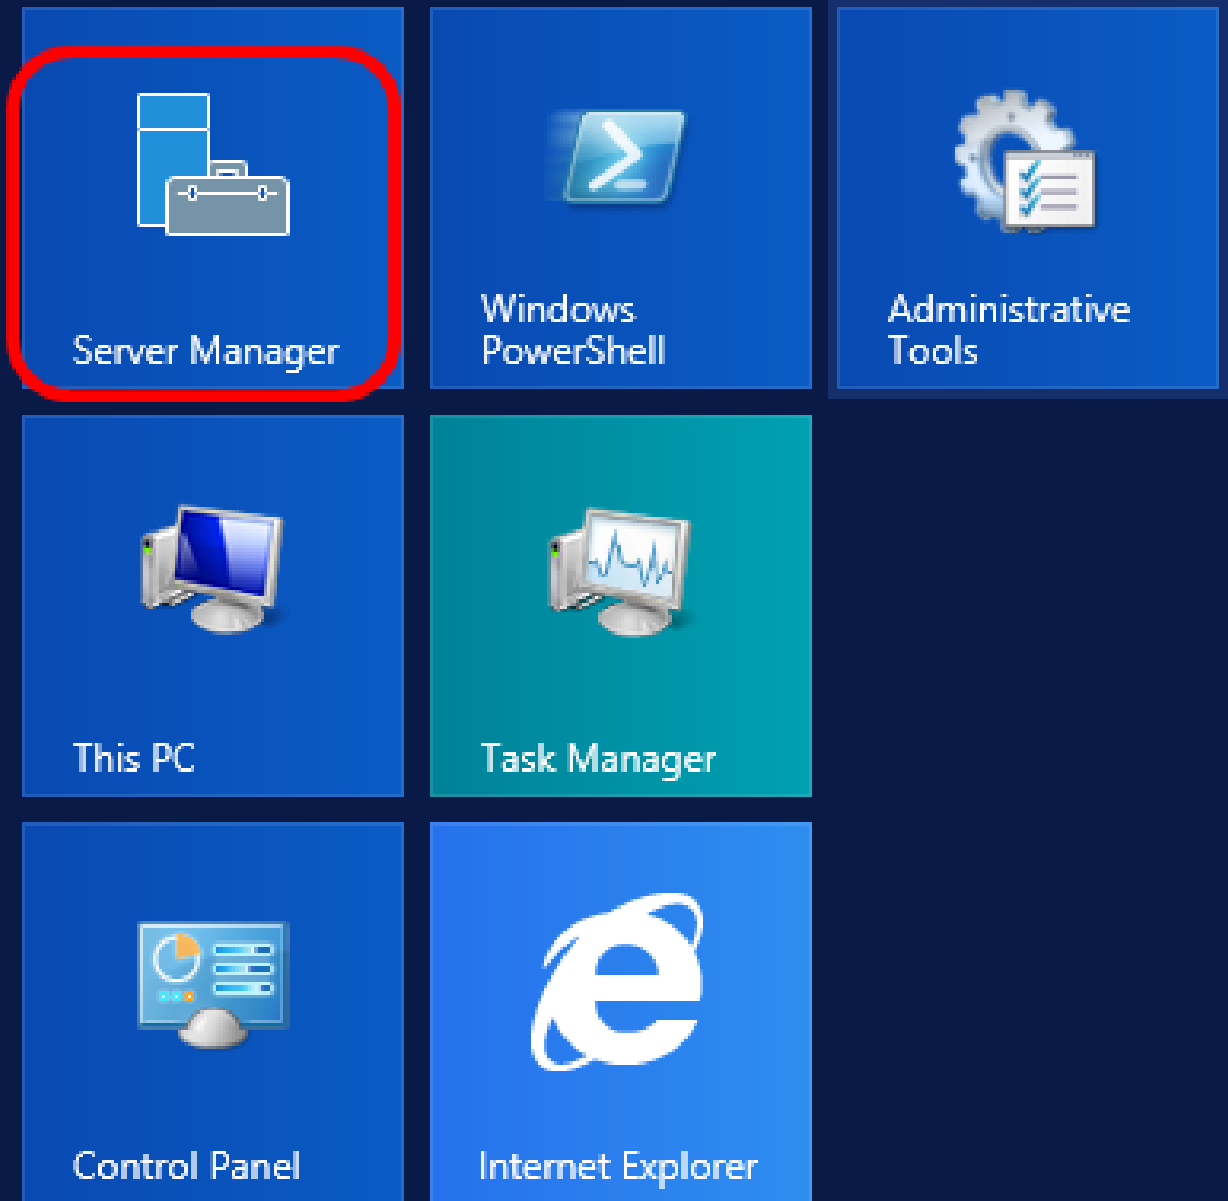 Server Manager
Windows
PowerShell
Administrative
Tools
This PC
Task Manager
Control Panel
Internet Explorer